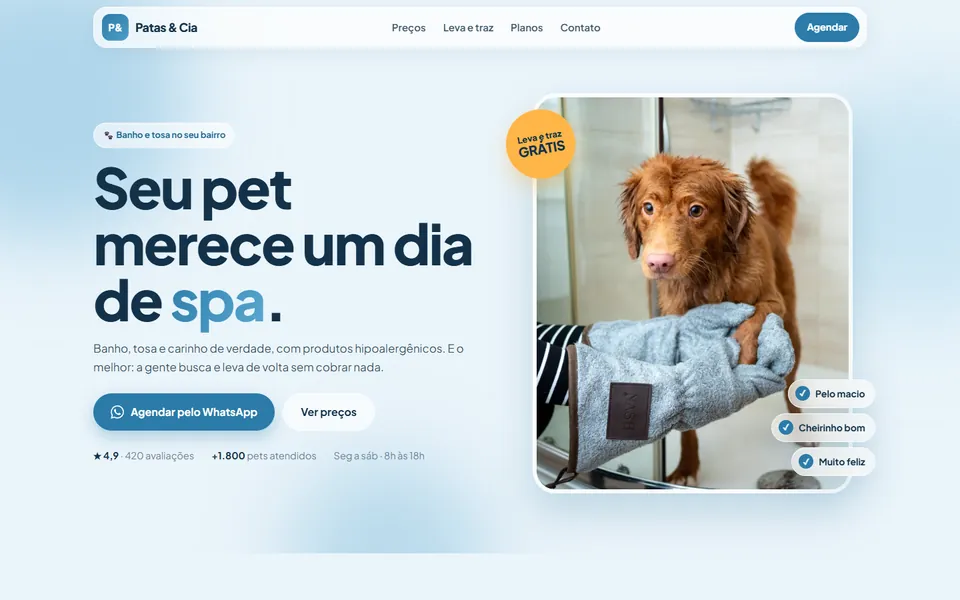 P& Patas & Cia
Preços Leva e traz Planos Contato
Agendar
🐾 Banho e tosa no seu bairro
Seu pet
merece um dia
de spa.
Banho, tosa e carinho de verdade, com produtos hipoalergênicos. E o
melhor: a gente busca e leva de volta sem cobrar nada.
Agendar pelo WhatsApp
Ver preços
★ 4,9 · 420 avaliações +1.800 pets atendidos Seg a sáb · 8h às 18h
Leva e traz
GRÁTIS
✓ Pelo macio
✓ Cheirinho bom
✓ Muito feliz